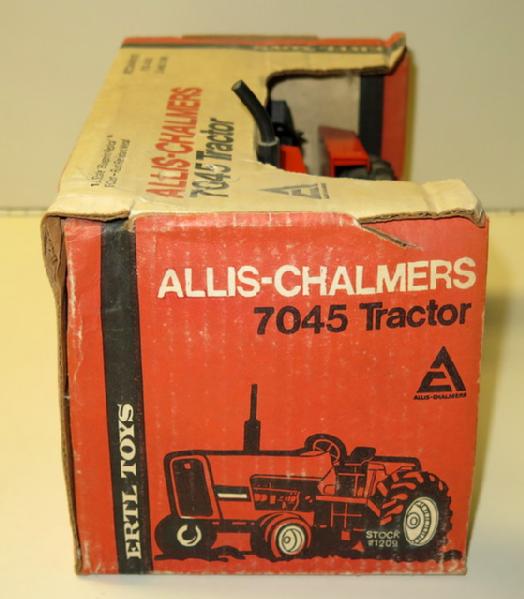 ALLIS-CHALMERS
7045 Tractor
ALLIS-CHALMERS
7045 Tractor
ALLIS-CHALMERS
ERTL TOYS
STOCK
#1209